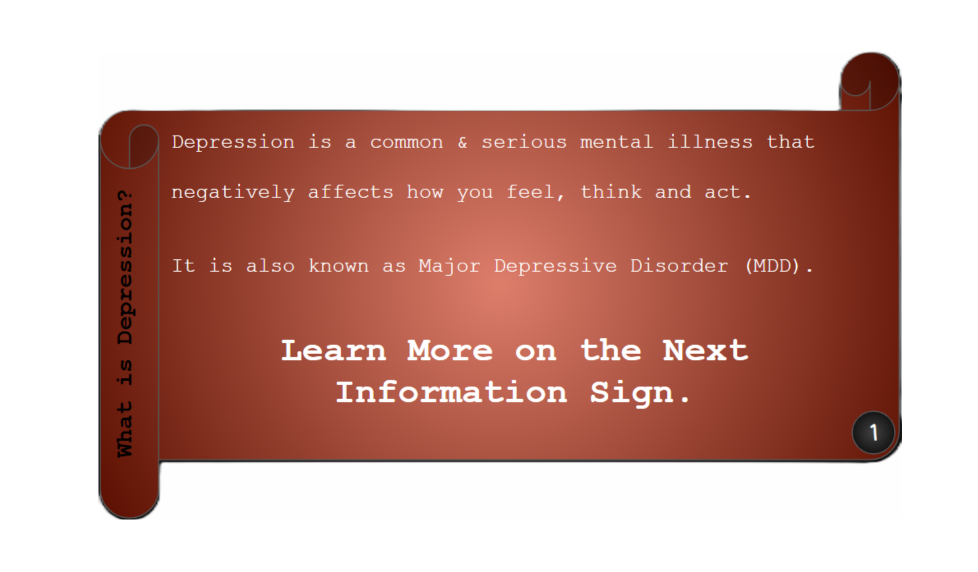 What is Depression?
Depression is a common & serious mental illness that
negatively affects how you feel, think and act.
It is also known as Major Depressive Disorder (MDD).
Learn More on the Next
Information Sign.
1